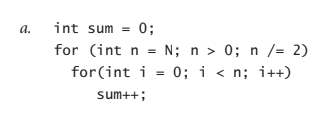 a. int sum = 0;
for (int n = N; n > 0; n /= 2)
for(int i = 0; i < n; i++)
sum++;